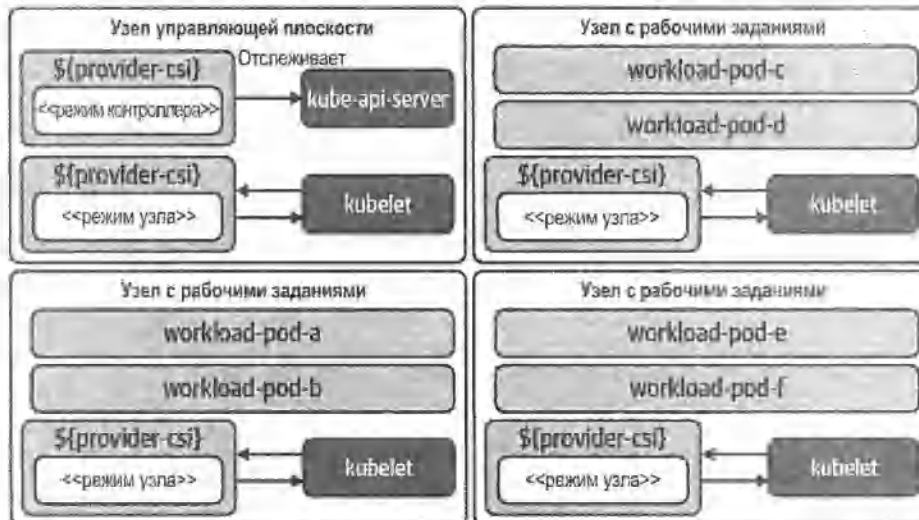 Узел управляющей плоскости
${provider-csi}
Отслеживает
<<режим контроллера>>
kube-api-server
${provider-csi}
<<режим узла>>
kubelet
Узел с рабочими заданиями
workload-pod-c
workload-pod-d
${provider-csi}
<<режим узла>>
kubelet
Узел с рабочими заданиями
workload-pod-a
workload-pod-b
${provider-csi}
<<режим узла>>
kubelet
Узел с рабочими заданиями
workload-pod-e
workload-pod-f
${provider-csi}
<<режим узла>>
kubelet